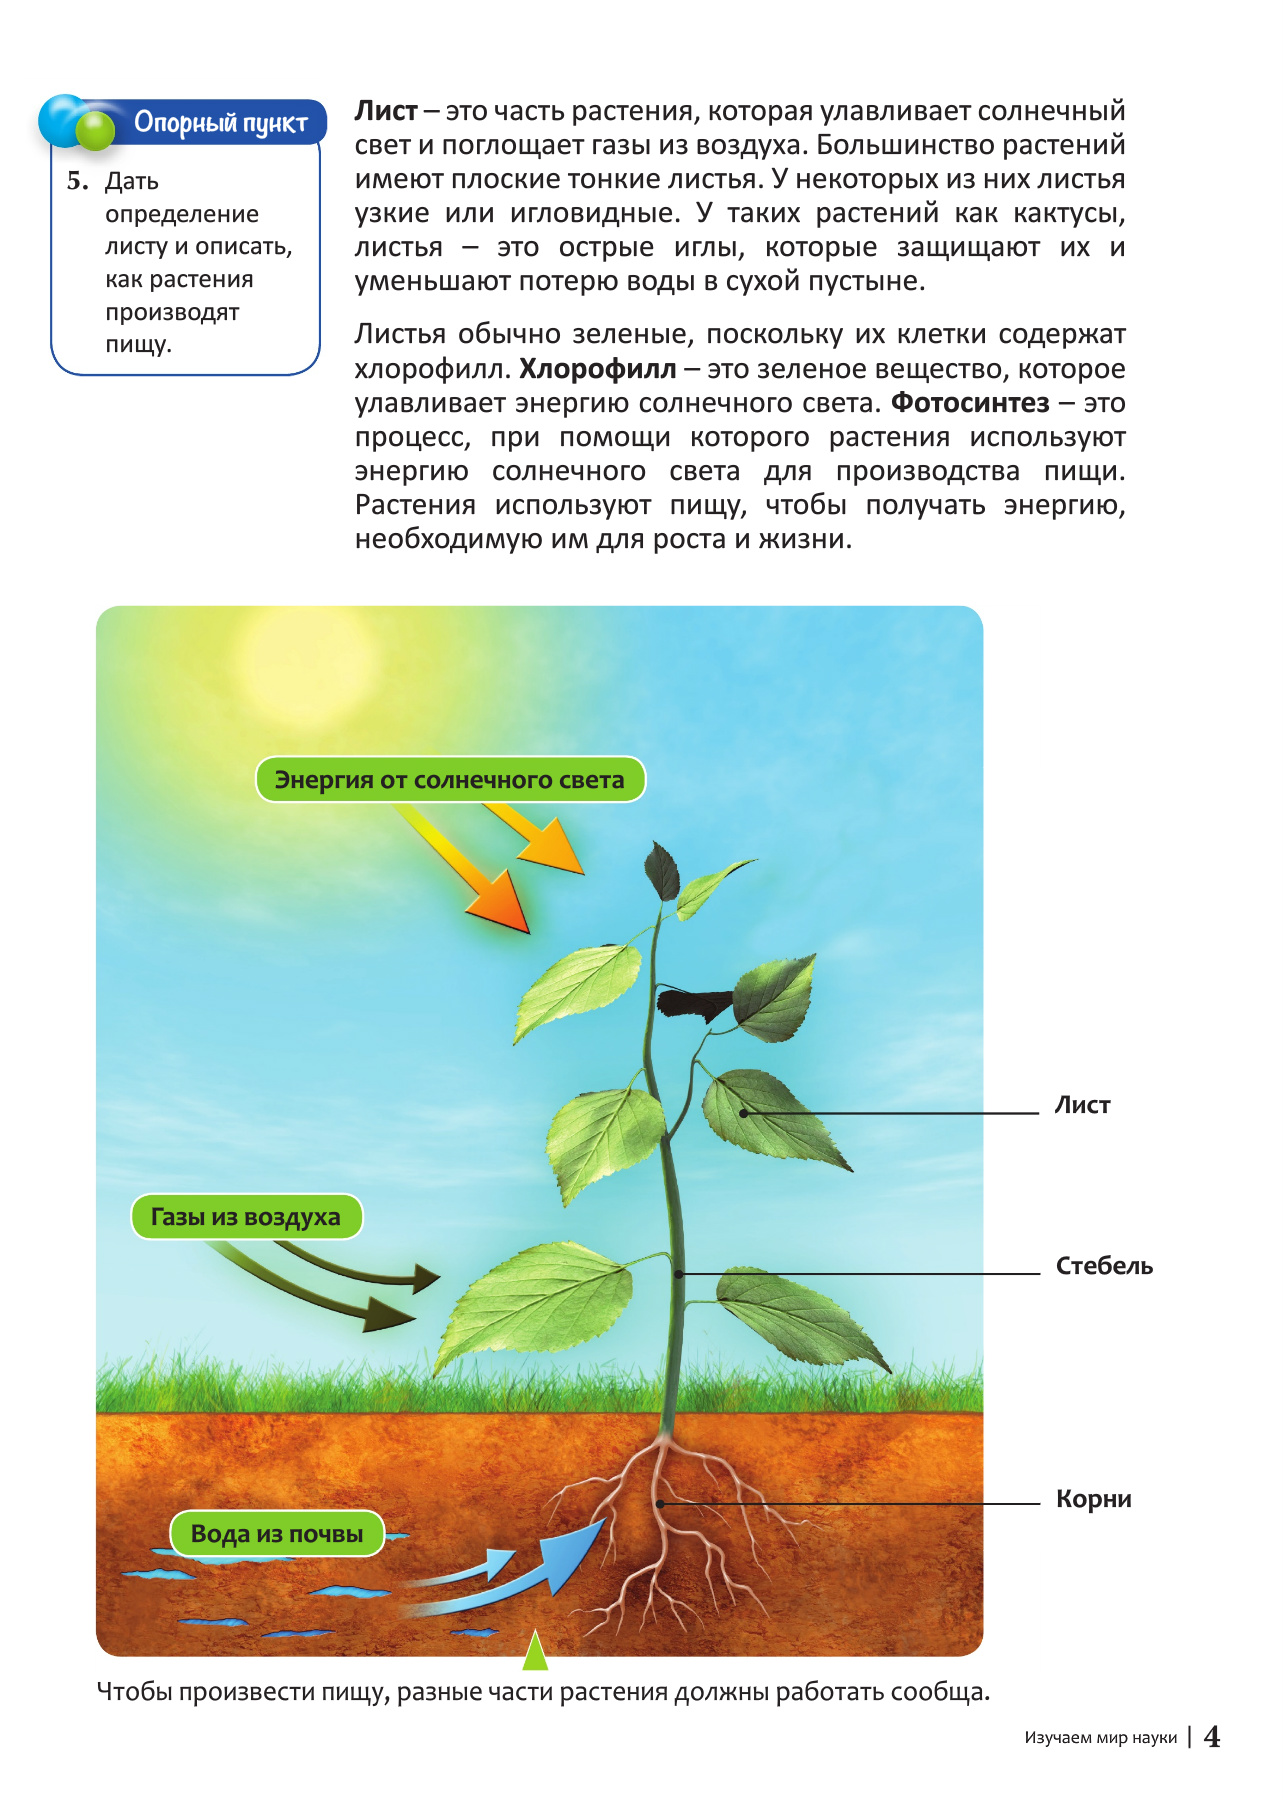 Опорный пункт
5. Дать
определение
листу и описать,
как растения
производят
пищу.
Лист – это часть растения, которая улавливает солнечный
свет и поглощает газы из воздуха. Большинство растений
имеют плоские тонкие листья. У некоторых из них листья
узкие или игловидные. У таких растений как кактусы,
листья – это острые иглы, которые защищают их и
уменьшают потерю воды в сухой пустыне.
Листья обычно зеленые, поскольку их клетки содержат
хлорофилл. Хлорофилл – это зеленое вещество, которое
улавливает энергию солнечного света. Фотосинтез – это
процесс, при помощи которого растения используют
энергию солнечного света для производства пищи.
Растения используют пищу, чтобы получать энергию,
необходимую им для роста и жизни.
Энергия от солнечного света
Лист
Газы из воздуха
Стебель
Корни
Вода из почвы
Чтобы произвести пищу, разные части растения должны работать сообща.
Изучаем мир науки | 4